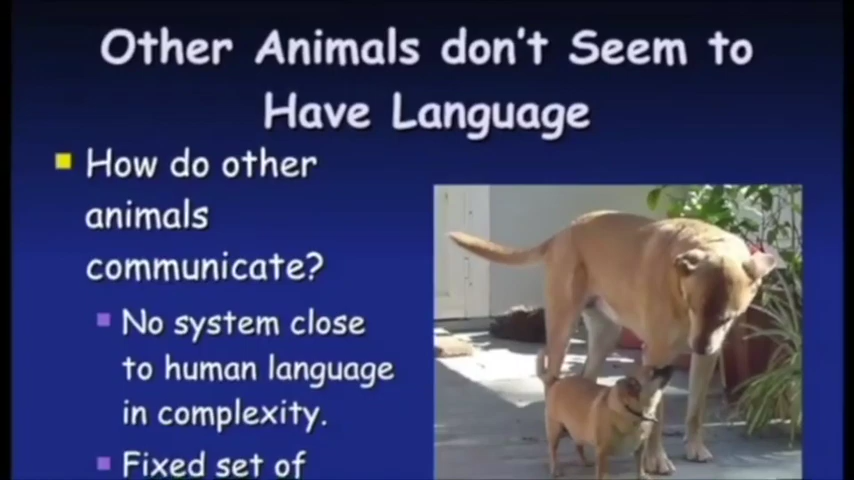 Other Animals don't Seem to
Have Language
How do other
animals
communicate?
No system close
to human language
in complexity.
Fixed set of